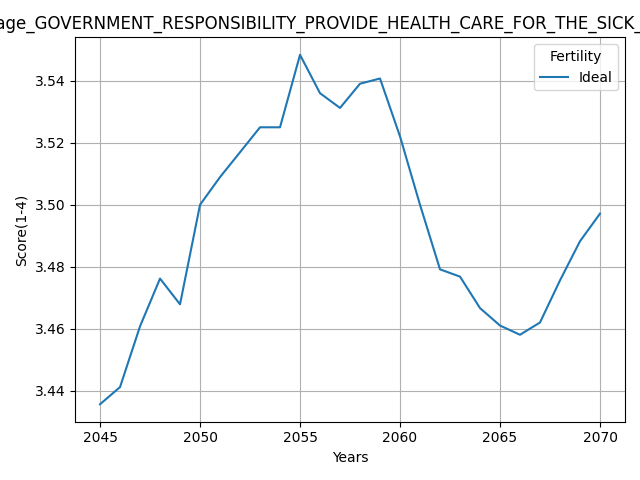 age_GOVERNMENT_RESPONSIBILITY_PROVIDE_HEALTH_CARE_FOR_THE_SICK_
Fertility
Ideal
Score(1-4)
3.54
3.52
3.50
3.48
3.46
3.44
2045 2050 2055 2060 2065 2070
Years